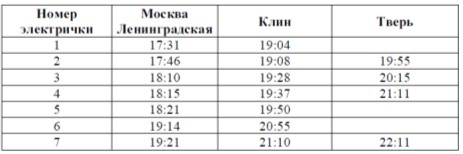 Номер электрички | Москва Ленинградская | Клин | Тверь
1 | 17:31 | 19:04 |
2 | 17:46 | 19:08 | 19:55
3 | 18:10 | 19:28 | 20:15
4 | 18:15 | 19:37 | 21:11
5 | 18:21 | 19:50 |
6 | 19:14 | 20:55 |
7 | 19:21 | 21:10 | 22:11